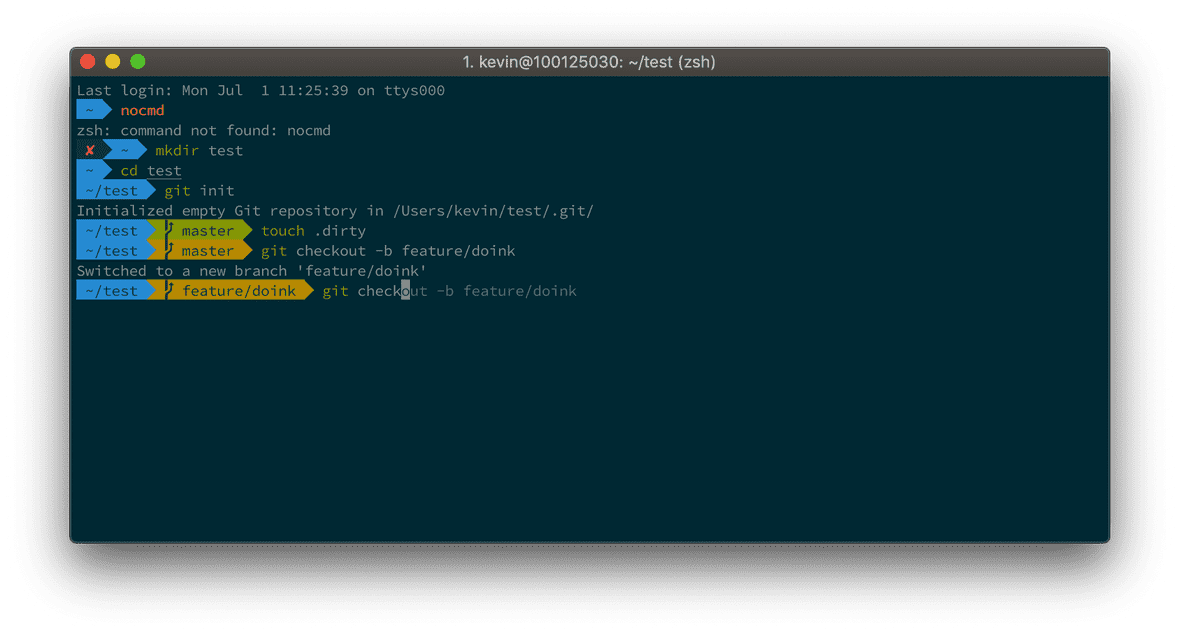 1. kevin@100125030: ~/test (zsh)
Last login: Mon Jul  1 11:25:39 on ttys000
~ nocmd
zsh: command not found: nocmd
✘ ~ mkdir test
~ cd test
~/test git init
Initialized empty Git repository in /Users/kevin/test/.git/
~/test master touch .dirty
~/test master git checkout -b feature/doink
Switched to a new branch 'feature/doink'
~/test feature/doink git checkout -b feature/doink